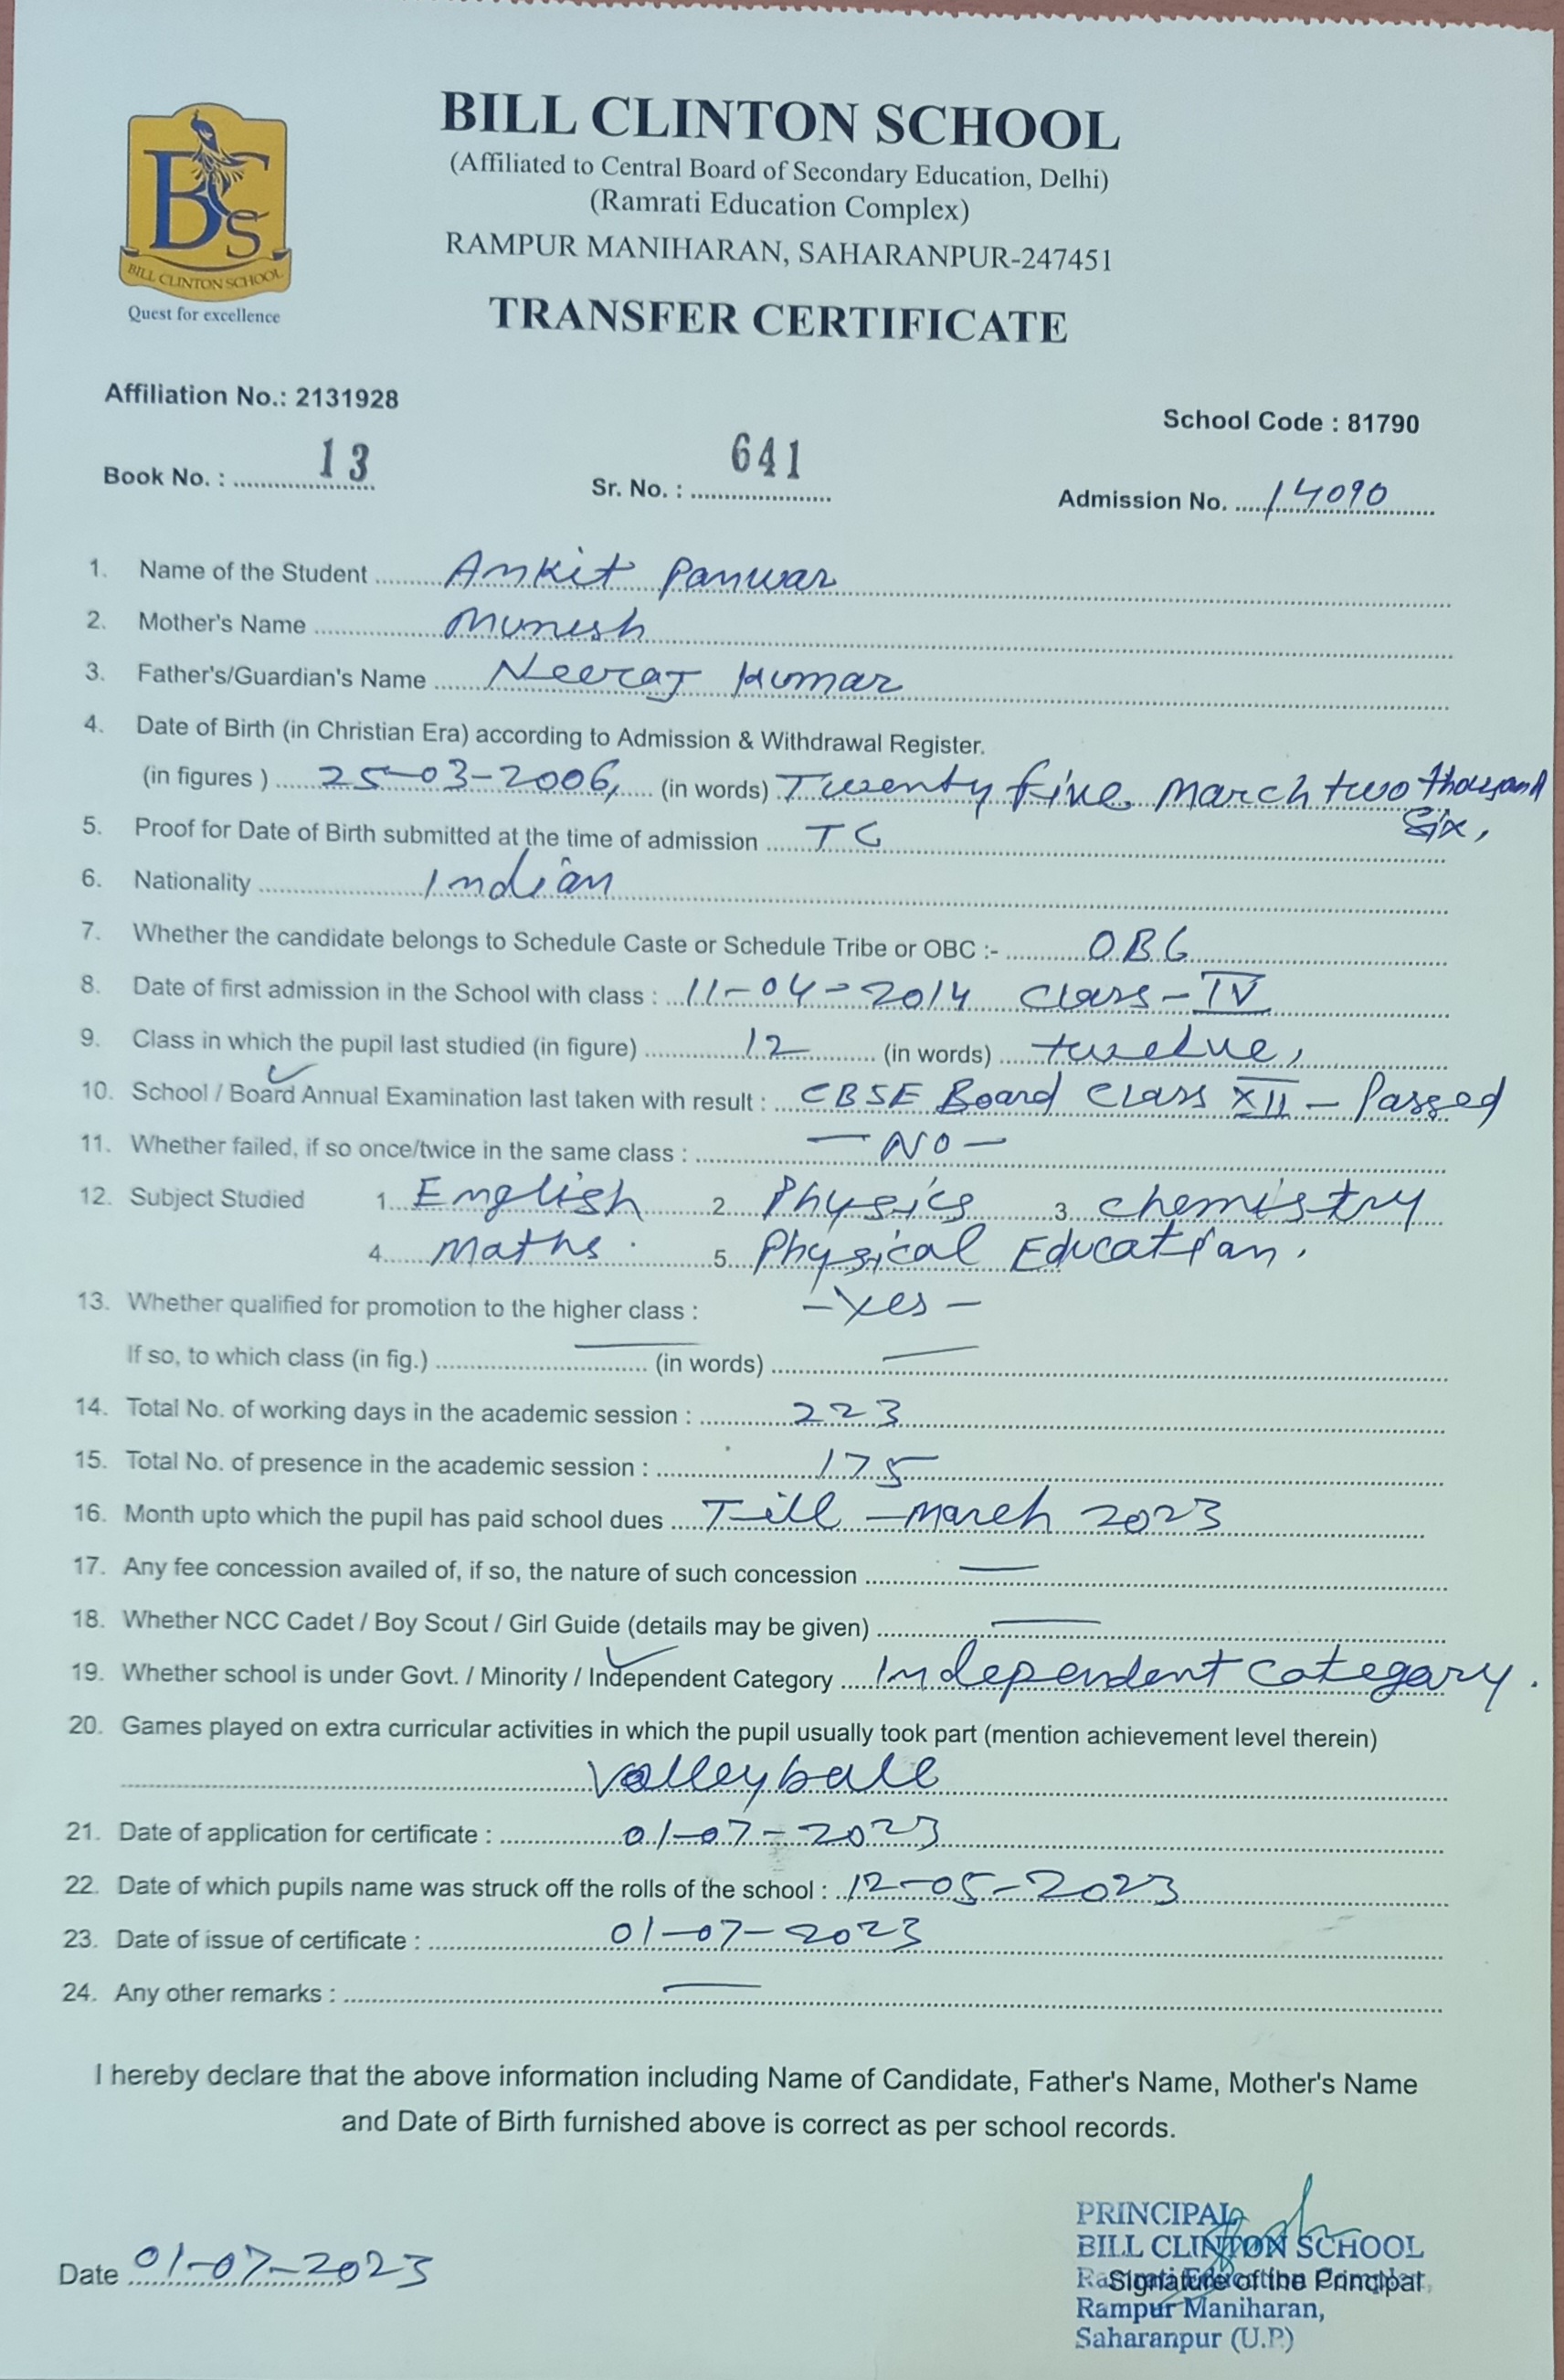 BILL CLINTON SCHOOL
(Affiliated to Central Board of Secondary Education, Delhi)
(Ramrati Education Complex)
RAMPUR MANIHARAN, SAHARANPUR-247451
BCS
BILL CLINTON SCHOOL
Quest for excellence
TRANSFER CERTIFICATE
Affiliation No.: 2131928 School Code : 81790
Book No. : 13 Sr. No. : 641 Admission No. 14090
1. Name of the Student Ankit Panwar
2. Mother's Name Munesh
3. Father's/Guardian's Name Neeraj Kumar
4. Date of Birth (in Christian Era) according to Admission & Withdrawal Register.
(in figures ) 25-03-2006, (in words) Twenty five March two thousand
Six,
5. Proof for Date of Birth submitted at the time of admission TC
6. Nationality Indian
7. Whether the candidate belongs to Schedule Caste or Schedule Tribe or OBC :- OBC
8. Date of first admission in the School with class : 11-04-2014 Class-IV
9. Class in which the pupil last studied (in figure) 12 (in words) twelve,
10. School / Board Annual Examination last taken with result : CBSE Board Class XII - Passed
11. Whether failed, if so once/twice in the same class : - NO -
12. Subject Studied 1. English 2. Physics 3. Chemistry
4. Maths. 5. Physical Education.
13. Whether qualified for promotion to the higher class : - Yes -
If so, to which class (in fig.) — (in words) —
14. Total No. of working days in the academic session : 223
15. Total No. of presence in the academic session : 175
16. Month upto which the pupil has paid school dues Till - March 2023
17. Any fee concession availed of, if so, the nature of such concession —
18. Whether NCC Cadet / Boy Scout / Girl Guide (details may be given) —
19. Whether school is under Govt. / Minority / Independent Category Independent Categary.
20. Games played on extra curricular activities in which the pupil usually took part (mention achievement level therein)
Valleyball
21. Date of application for certificate : 01-07-2023
22. Date of which pupils name was struck off the rolls of the school : 12-05-2023
23. Date of issue of certificate : 01-07-2023
24. Any other remarks : —
I hereby declare that the above information including Name of Candidate, Father's Name, Mother's Name
and Date of Birth furnished above is correct as per school records.
PRINCIPAL
BILL CLINTON SCHOOL
Date 01-07-2023 Signature of the Principal
Rampur Maniharan,
Saharanpur (U.P.)